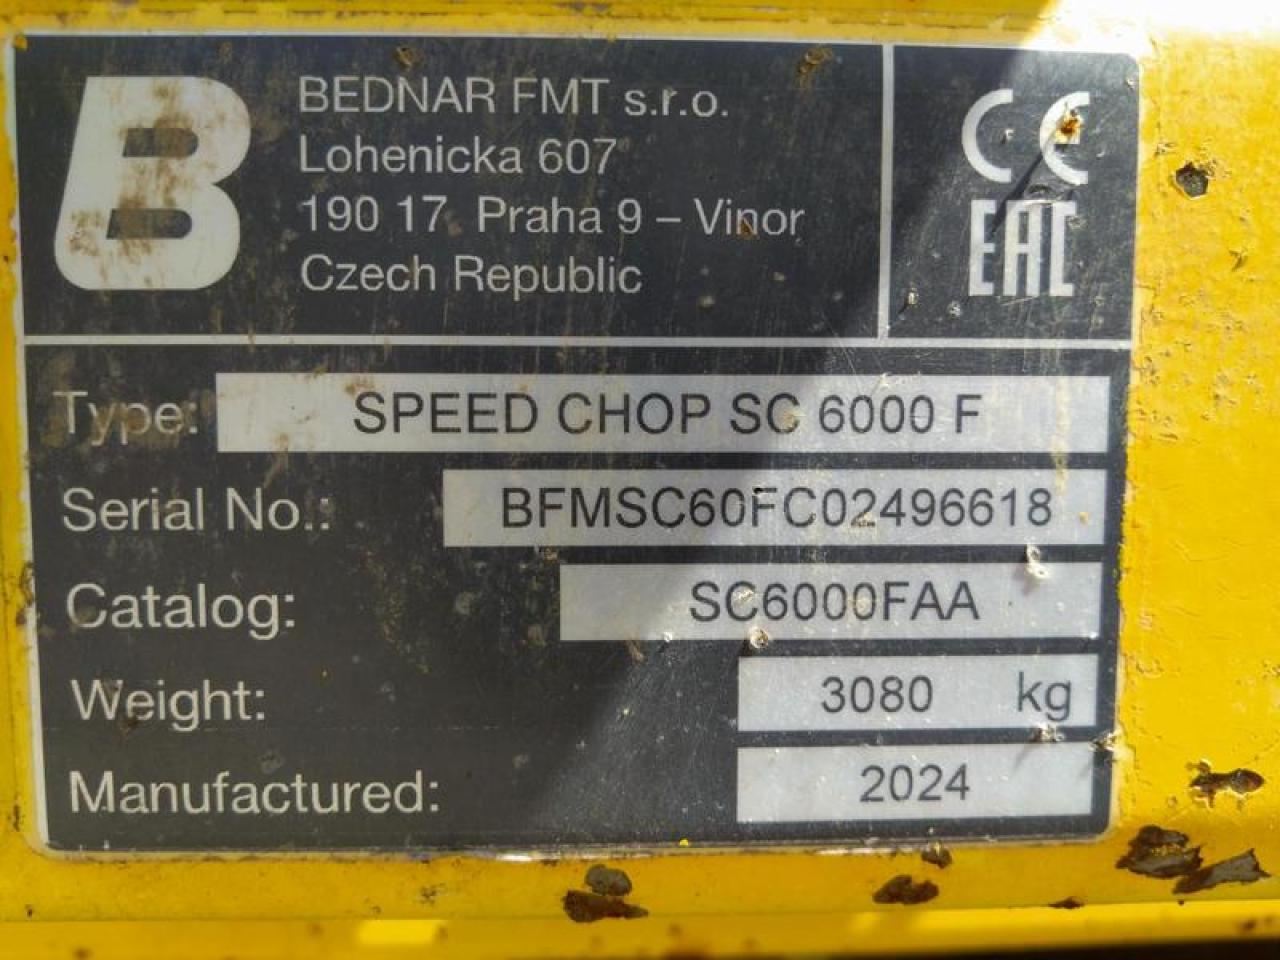 B
BEDNAR FMT s.r.o.
Lohenicka 607
190 17 Praha 9 – Vinor
Czech Republic
CE
EAC
Type: SPEED CHOP SC 6000 F
Serial No.: BFMSC60FC02496618
Catalog: SC6000FAA
Weight: 3080 kg
Manufactured: 2024